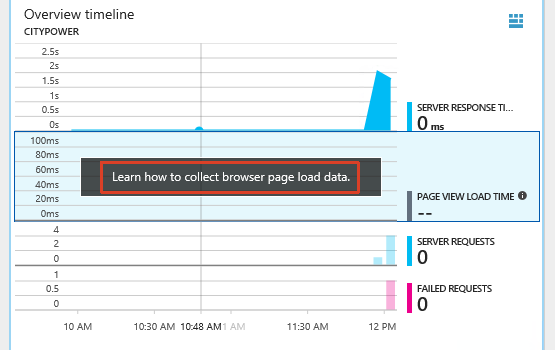 Overview timeline
CITYPOWER
2.5s
2s
1.5s
1s
0.5s
0s
SERVER RESPONSE TI...
0 ms
100ms
80ms
60ms
40ms
20ms
0ms
Learn how to collect browser page load data.
PAGE VIEW LOAD TIME
--
4
2
0
SERVER REQUESTS
0
1
0.5
0
FAILED REQUESTS
0
10 AM 10:30 AM 10:48 AM 1 AM 11:30 AM 12 PM